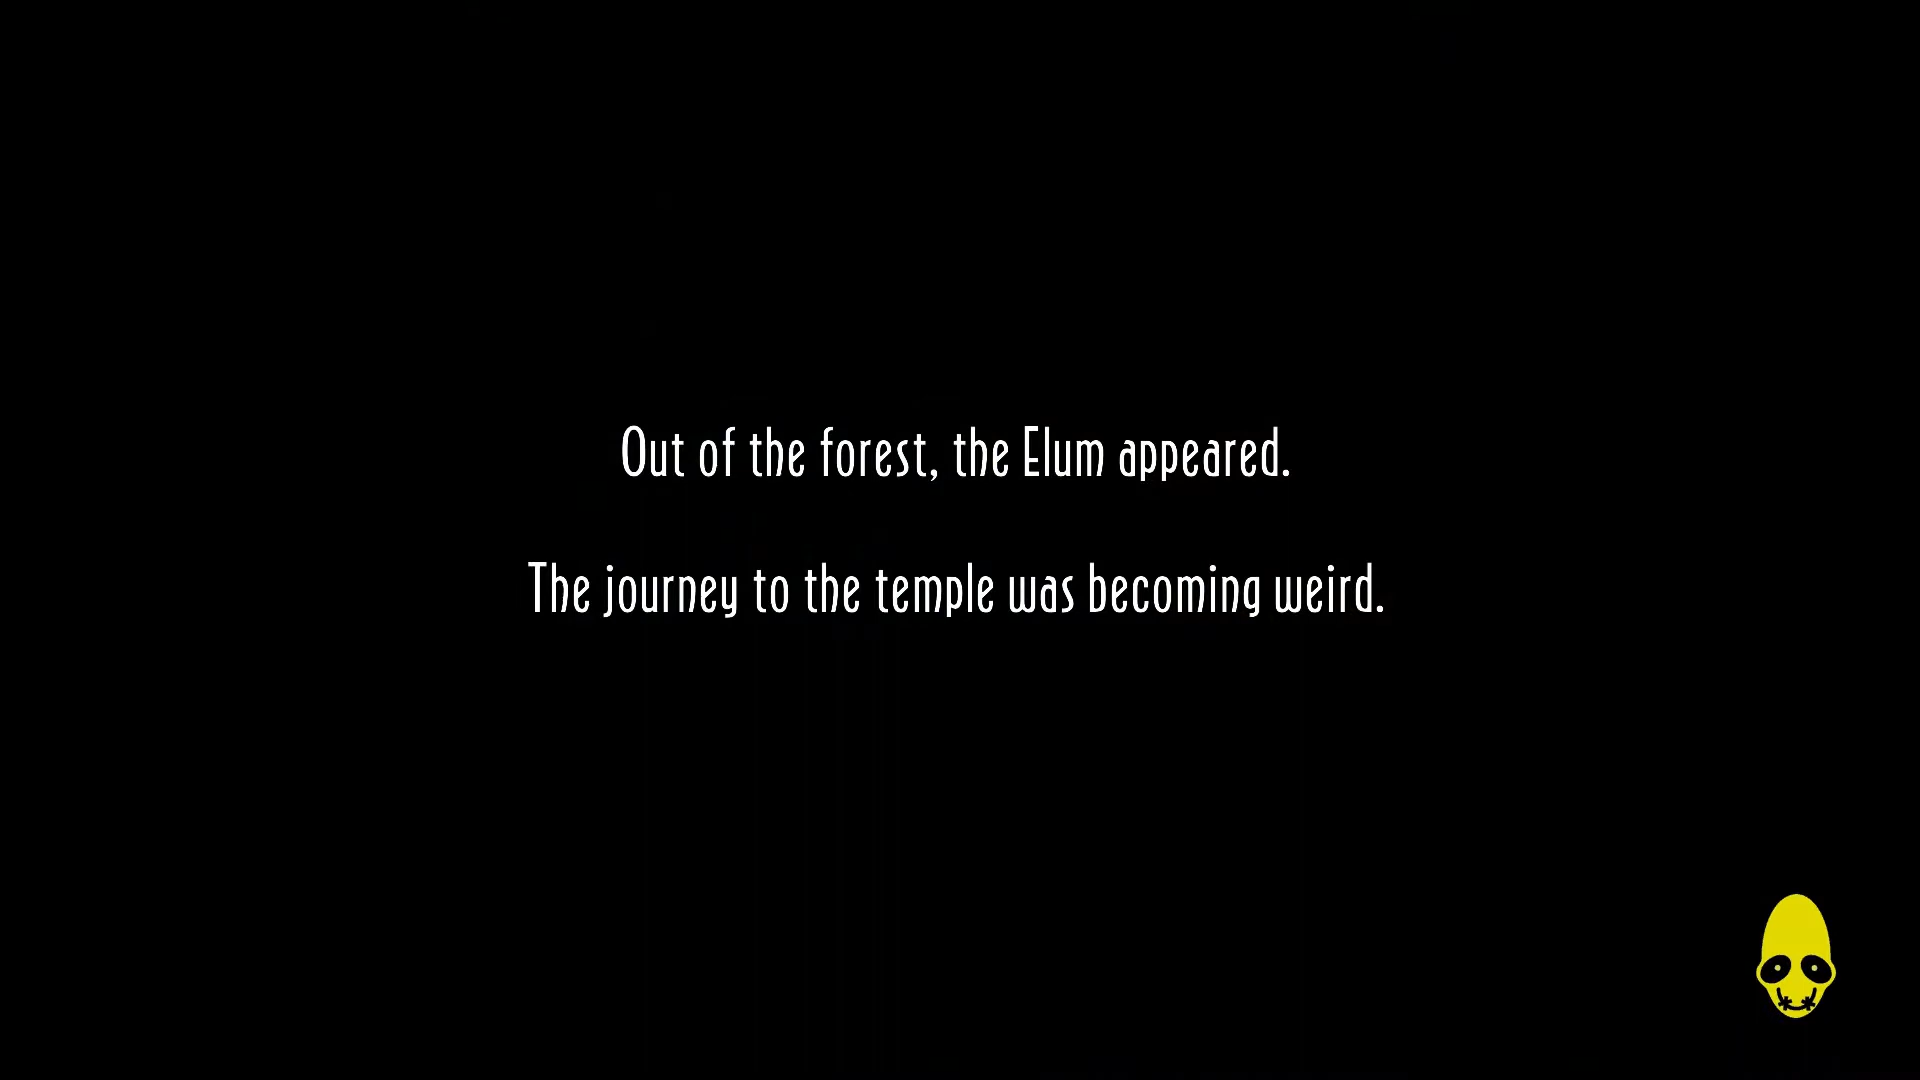 Out of the forest, the Elum appeared.
The journey to the temple was becoming weird.